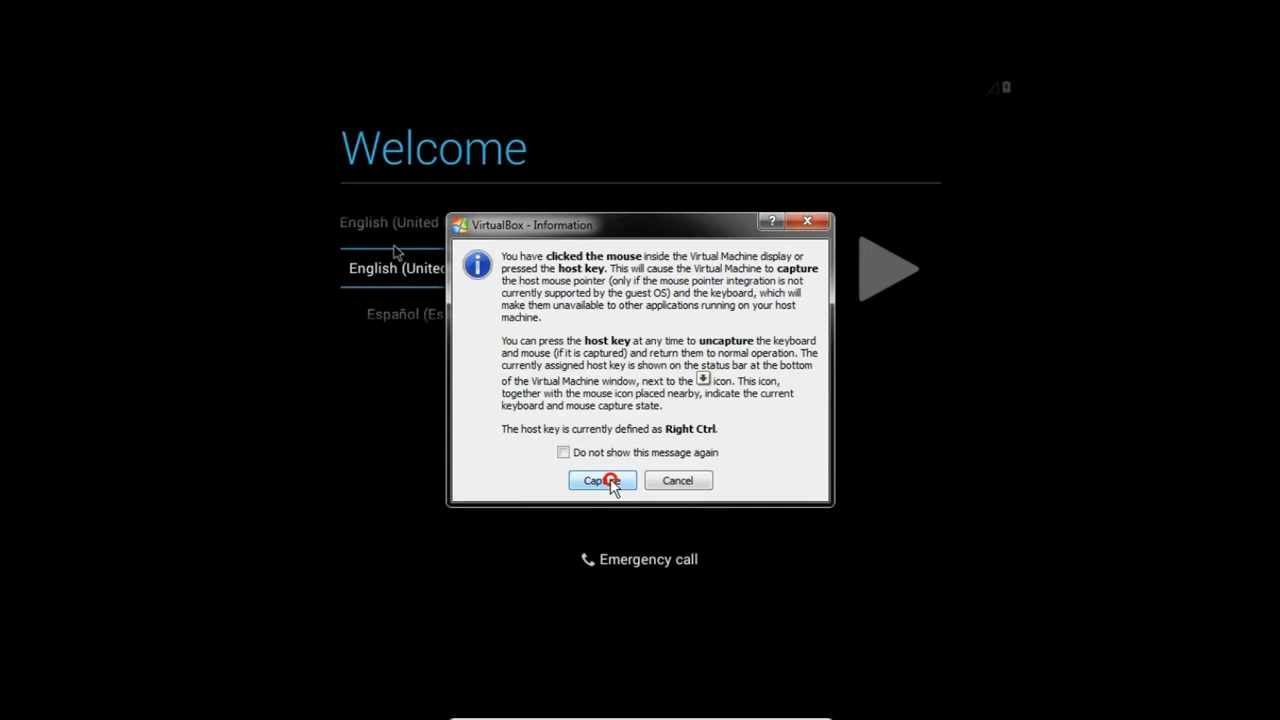 Welcome
English (United
English (Unitec
Español (Es
VirtualBox - Information
?
You have clicked the mouse inside the Virtual Machine display or
pressed the host key. This will cause the Virtual Machine to capture
the host mouse pointer (only if the mouse pointer integration is not
currently supported by the guest OS) and the keyboard, which will
make them unavailable to other applications running on your host
machine.
You can press the host key at any time to uncapture the keyboard
and mouse (if it is captured) and return them to normal operation. The
currently assigned host key is shown on the status bar at the bottom
of the Virtual Machine window, next to the icon. This icon,
together with the mouse icon placed nearby, indicate the current
keyboard and mouse capture state.
The host key is currently defined as Right Ctrl.
Do not show this message again
Capture Cancel
Emergency call